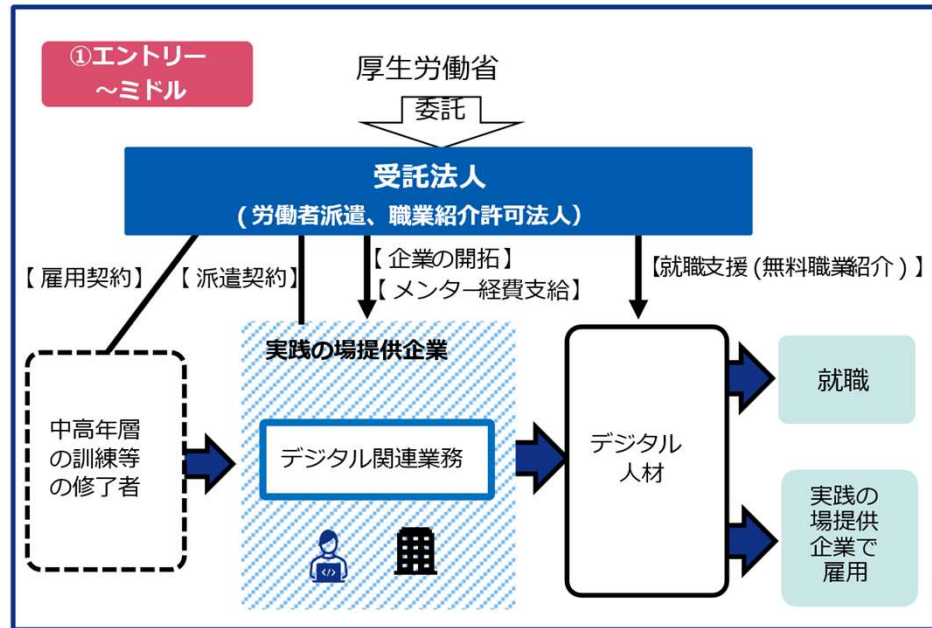 ①エントリー
～ミドル
厚生労働省
委託
受託法人
(労働者派遣、職業紹介許可法人)
【雇用契約】
【派遣契約】
【企業の開拓】
【メンター経費支給】
【就職支援(無料職業紹介)】
実践の場提供企業
中高年層
の訓練等
の修了者
デジタル関連業務
</>
デジタル
人材
就職
実践の
場提供
企業で
雇用